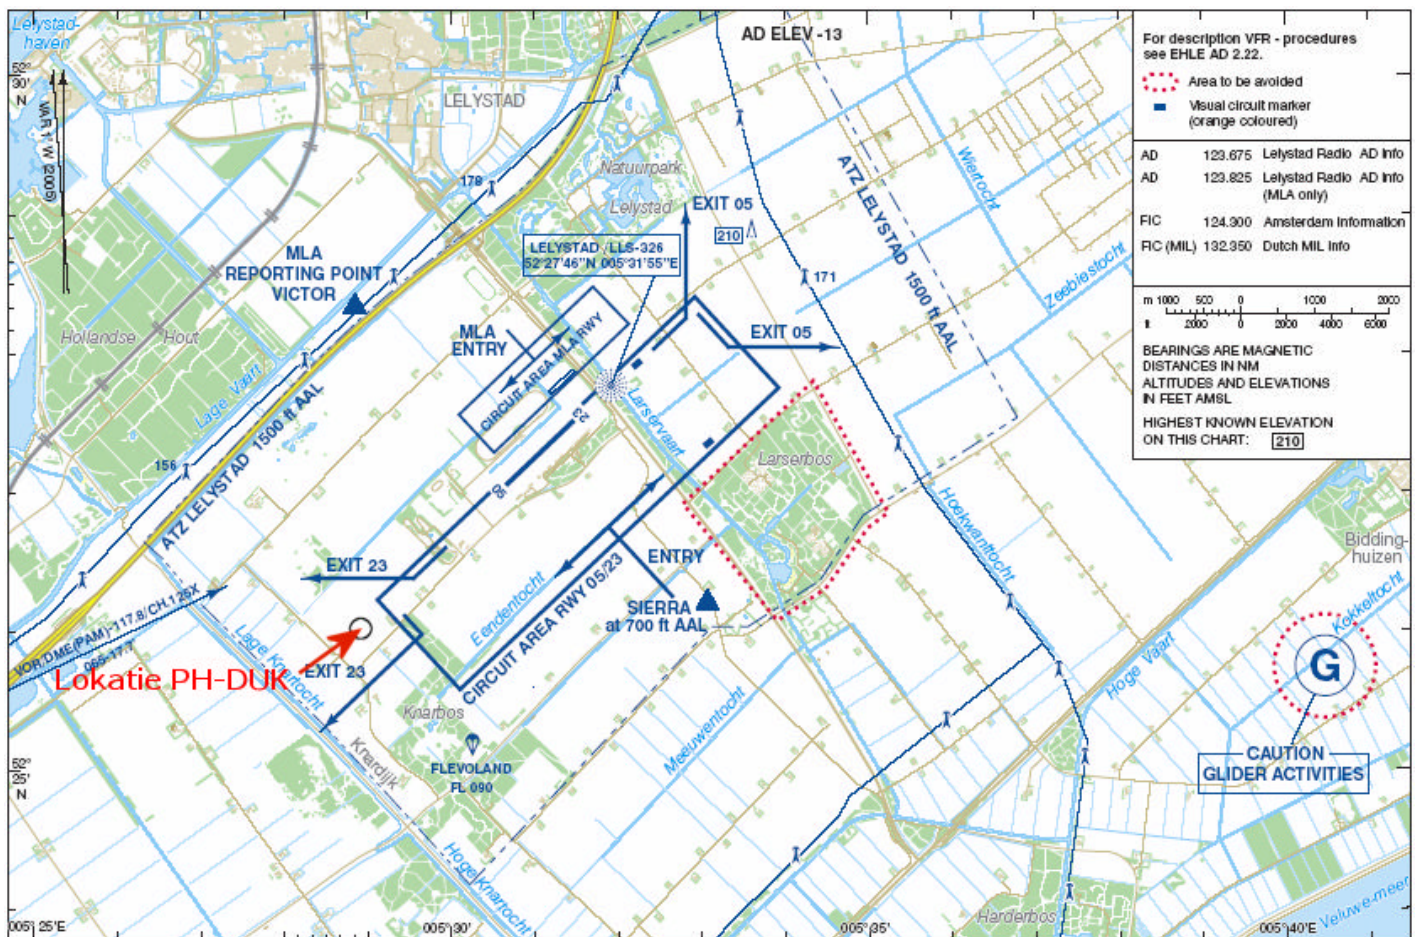 Lelystad-
haven
52°
30'
N
VAR 1° W (2005)
LELYSTAD
AD ELEV -13
Natuurpark
Lelystad
178
EXIT 05
210
LELYSTAD LLS-326
52°27'46"N 005°31'55"E
MLA
REPORTING POINT
VICTOR
Hollandse Hout
MLA
ENTRY
CIRCUIT AREA MLA RWY
EXIT 05
171
ATZ LELYSTAD 1500 ft AAL
Wiertocht
Zeebiestocht
Lage Vaart
ATZ LELYSTAD 1500 ft AAL
156
23
05
Larservaart
Larserbos
Hoekwanttocht
EXIT 23
ENTRY
SIERRA
at 700 ft AAL
Eendentocht
CIRCUIT AREA RWY 05/23
VOR/DME(PAM)-117.8/CH.125X
065-17.7
Lage Knartocht
EXIT 23
Lokatie PH-DUK
Knarbos
Knardijk
FLEVOLAND
FL 090
Meeuwentocht
Hoge Vaart
Hoge Knartocht
Bidding-
huizen
Kokkeltocht
G
CAUTION
GLIDER ACTIVITIES
52°
25'
N
Harderbos
Veluwe-meer
005° 25'E
005°30'
005°35'
005°40'E
For description VFR - procedures
see EHLE AD 2.22.
Area to be avoided
Visual circuit marker
(orange coloured)
AD 123.675 Lelystad Radio AD Info
AD 123.825 Lelystad Radio AD Info
(MLA only)
FIC 124.300 Amsterdam Information
FIC (MIL) 132.350 Dutch MIL Info
m 1000 500 0 1000 2000
ft 2000 0 2000 4000 6000
BEARINGS ARE MAGNETIC
DISTANCES IN NM
ALTITUDES AND ELEVATIONS
IN FEET AMSL
HIGHEST KNOWN ELEVATION
ON THIS CHART: 210